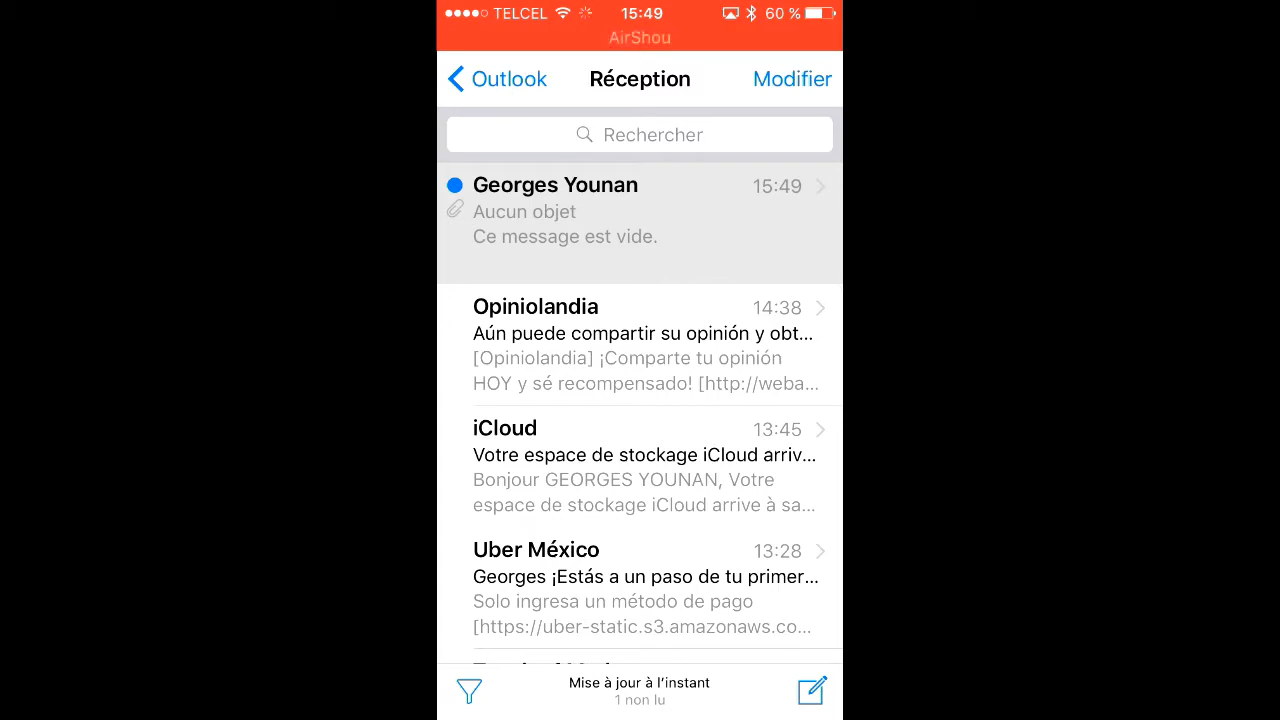 TELCEL 15:49 60 %
AirShou
Outlook Réception Modifier
Rechercher
Georges Younan 15:49
Aucun objet
Ce message est vide.
Opiniolandia 14:38
Aún puede compartir su opinión y obt...
[Opiniolandia] ¡Comparte tu opinión
HOY y sé recompensado! [http://weba...
iCloud 13:45
Votre espace de stockage iCloud arriv...
Bonjour GEORGES YOUNAN, Votre
espace de stockage iCloud arrive à sa...
Uber México 13:28
Georges ¡Estás a un paso de tu primer...
Solo ingresa un método de pago
[https://uber-static.s3.amazonaws.co...
Mise à jour à l'instant
1 non lu